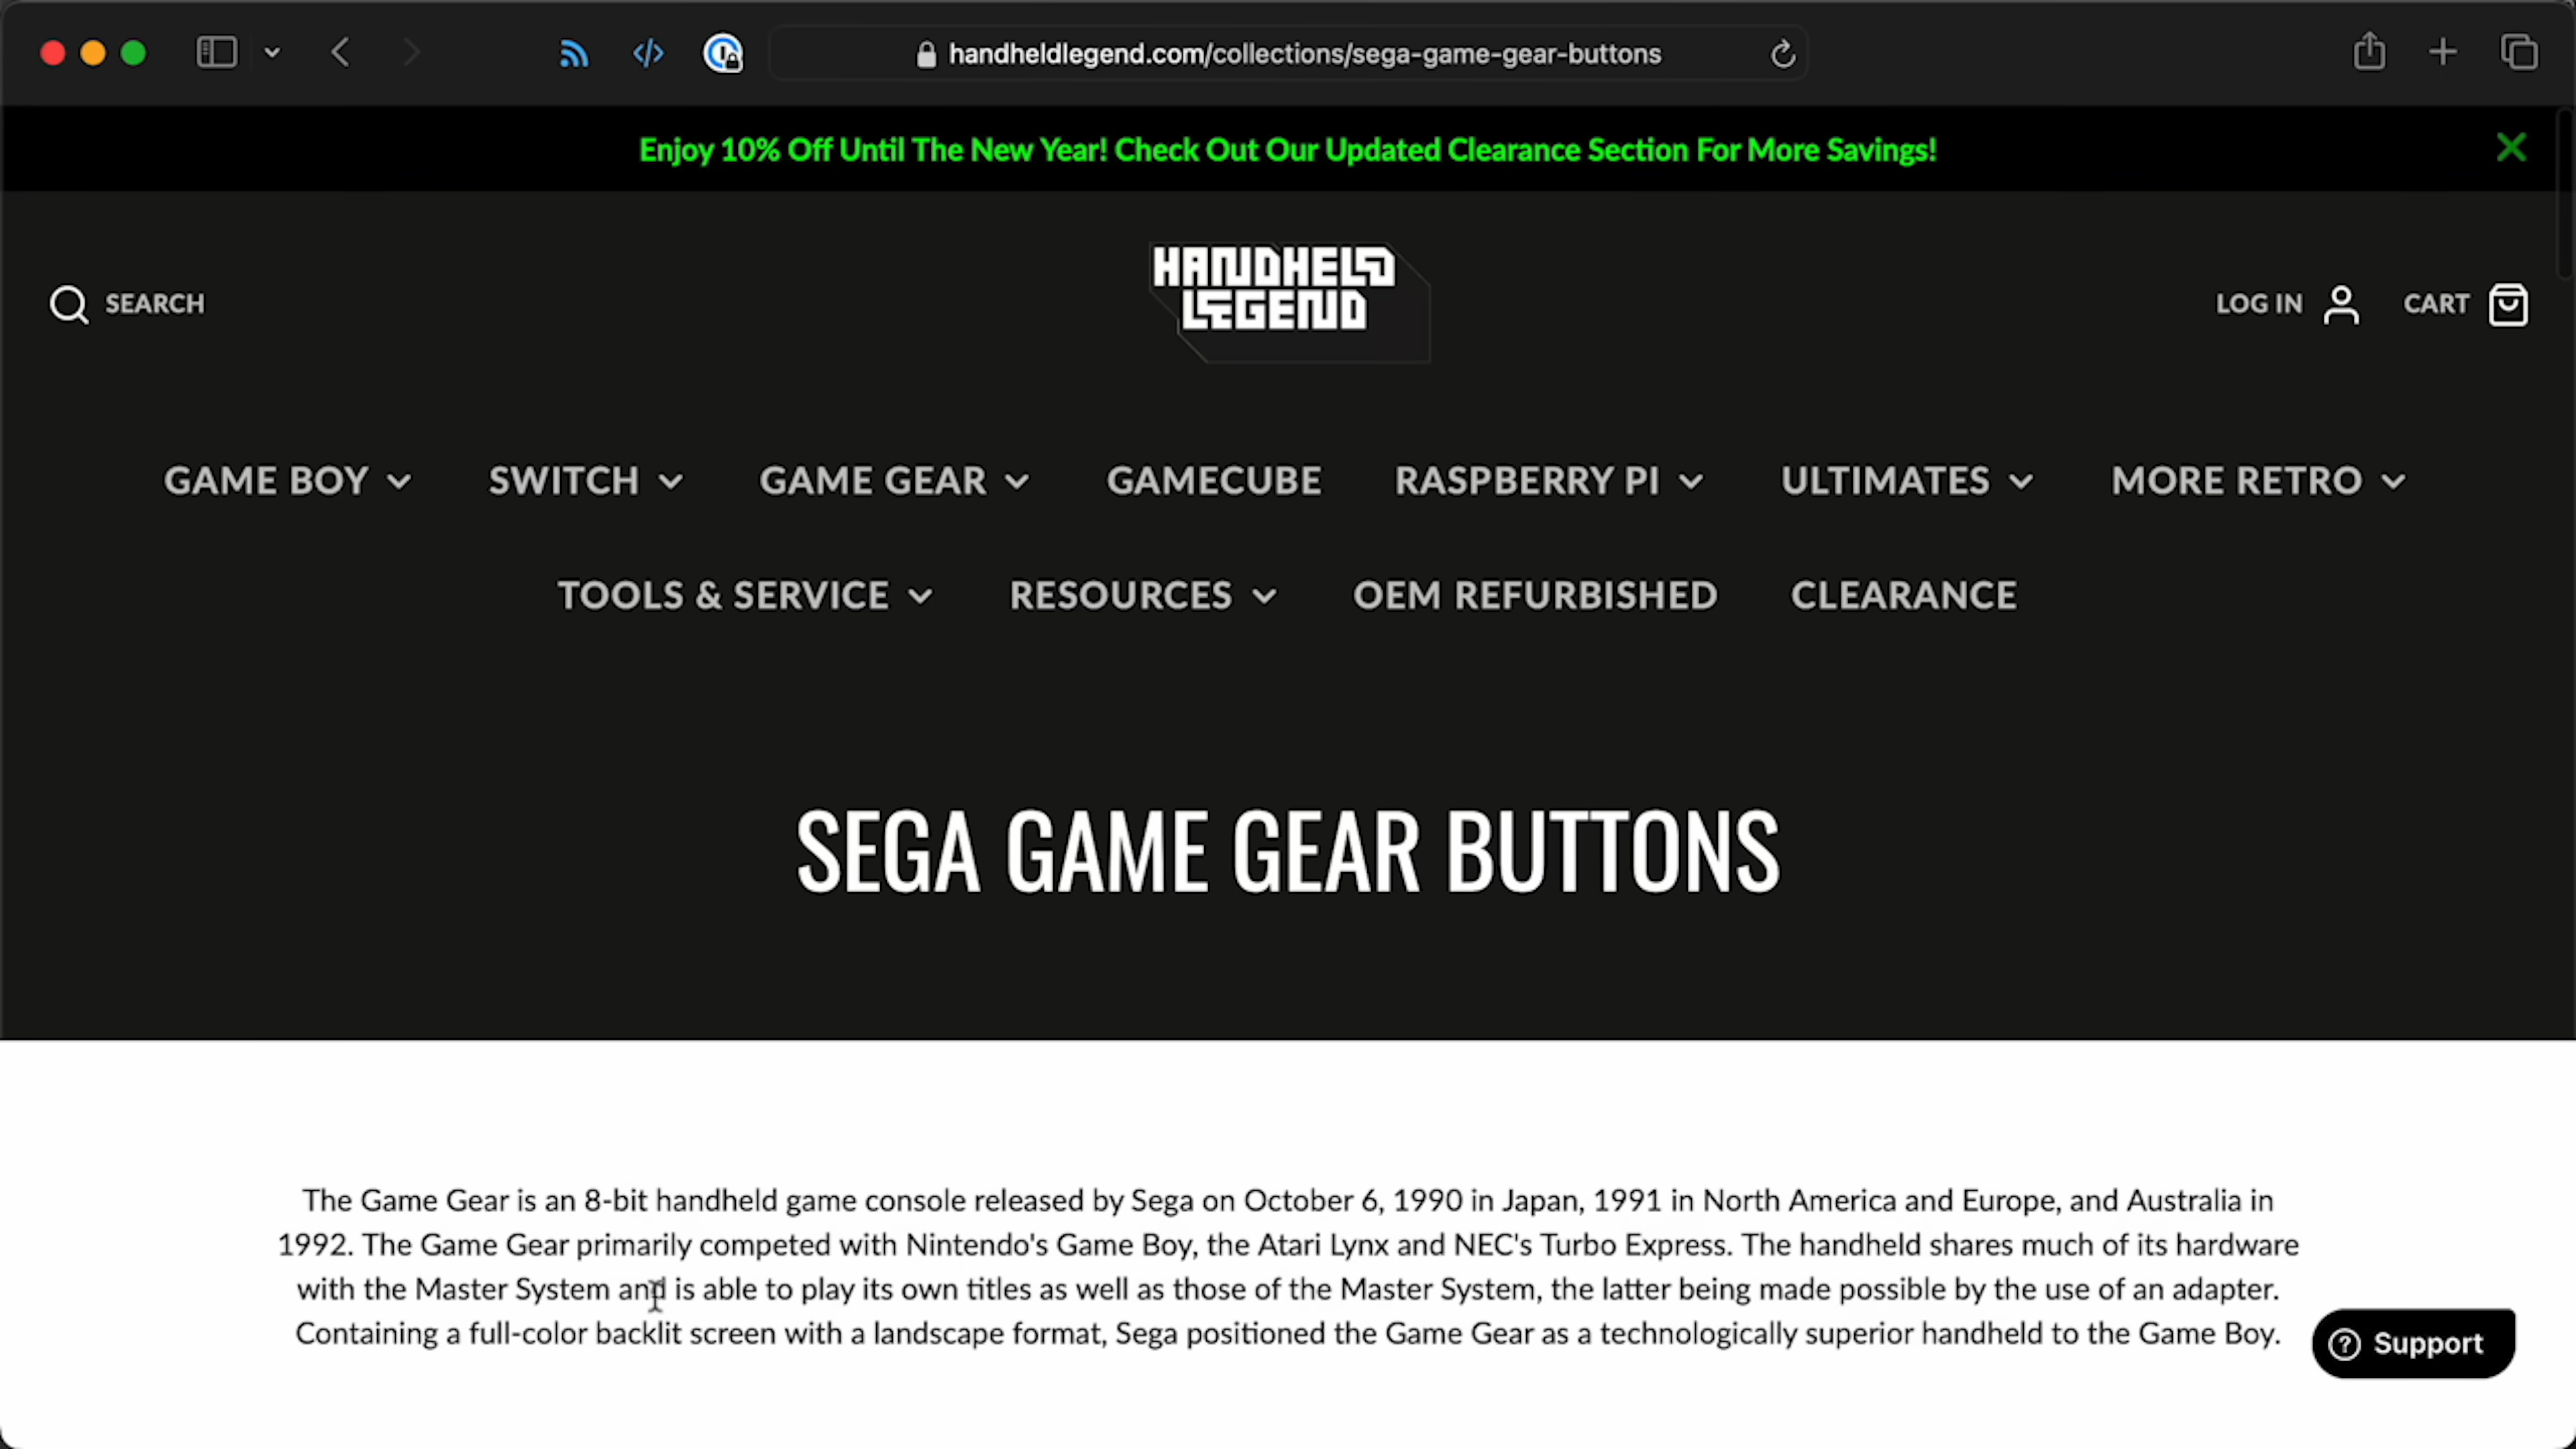 handheldlegend.com/collections/sega-game-gear-buttons
Enjoy 10% Off Until The New Year! Check Out Our Updated Clearance Section For More Savings!
SEARCH
HANDHELD
LEGEND
LOG IN
CART
GAME BOY
SWITCH
GAME GEAR
GAMECUBE
RASPBERRY PI
ULTIMATES
MORE RETRO
TOOLS & SERVICE
RESOURCES
OEM REFURBISHED
CLEARANCE
SEGA GAME GEAR BUTTONS
The Game Gear is an 8-bit handheld game console released by Sega on October 6, 1990 in Japan, 1991 in North America and Europe, and Australia in
1992. The Game Gear primarily competed with Nintendo's Game Boy, the Atari Lynx and NEC's Turbo Express. The handheld shares much of its hardware
with the Master System and is able to play its own titles as well as those of the Master System, the latter being made possible by the use of an adapter.
Containing a full-color backlit screen with a landscape format, Sega positioned the Game Gear as a technologically superior handheld to the Game Boy.
Support